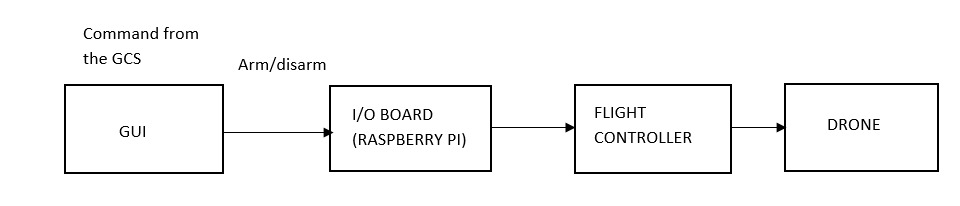 Command from
the GCS
Arm/disarm
GUI
I/O BOARD
(RASPBERRY PI)
FLIGHT
CONTROLLER
DRONE